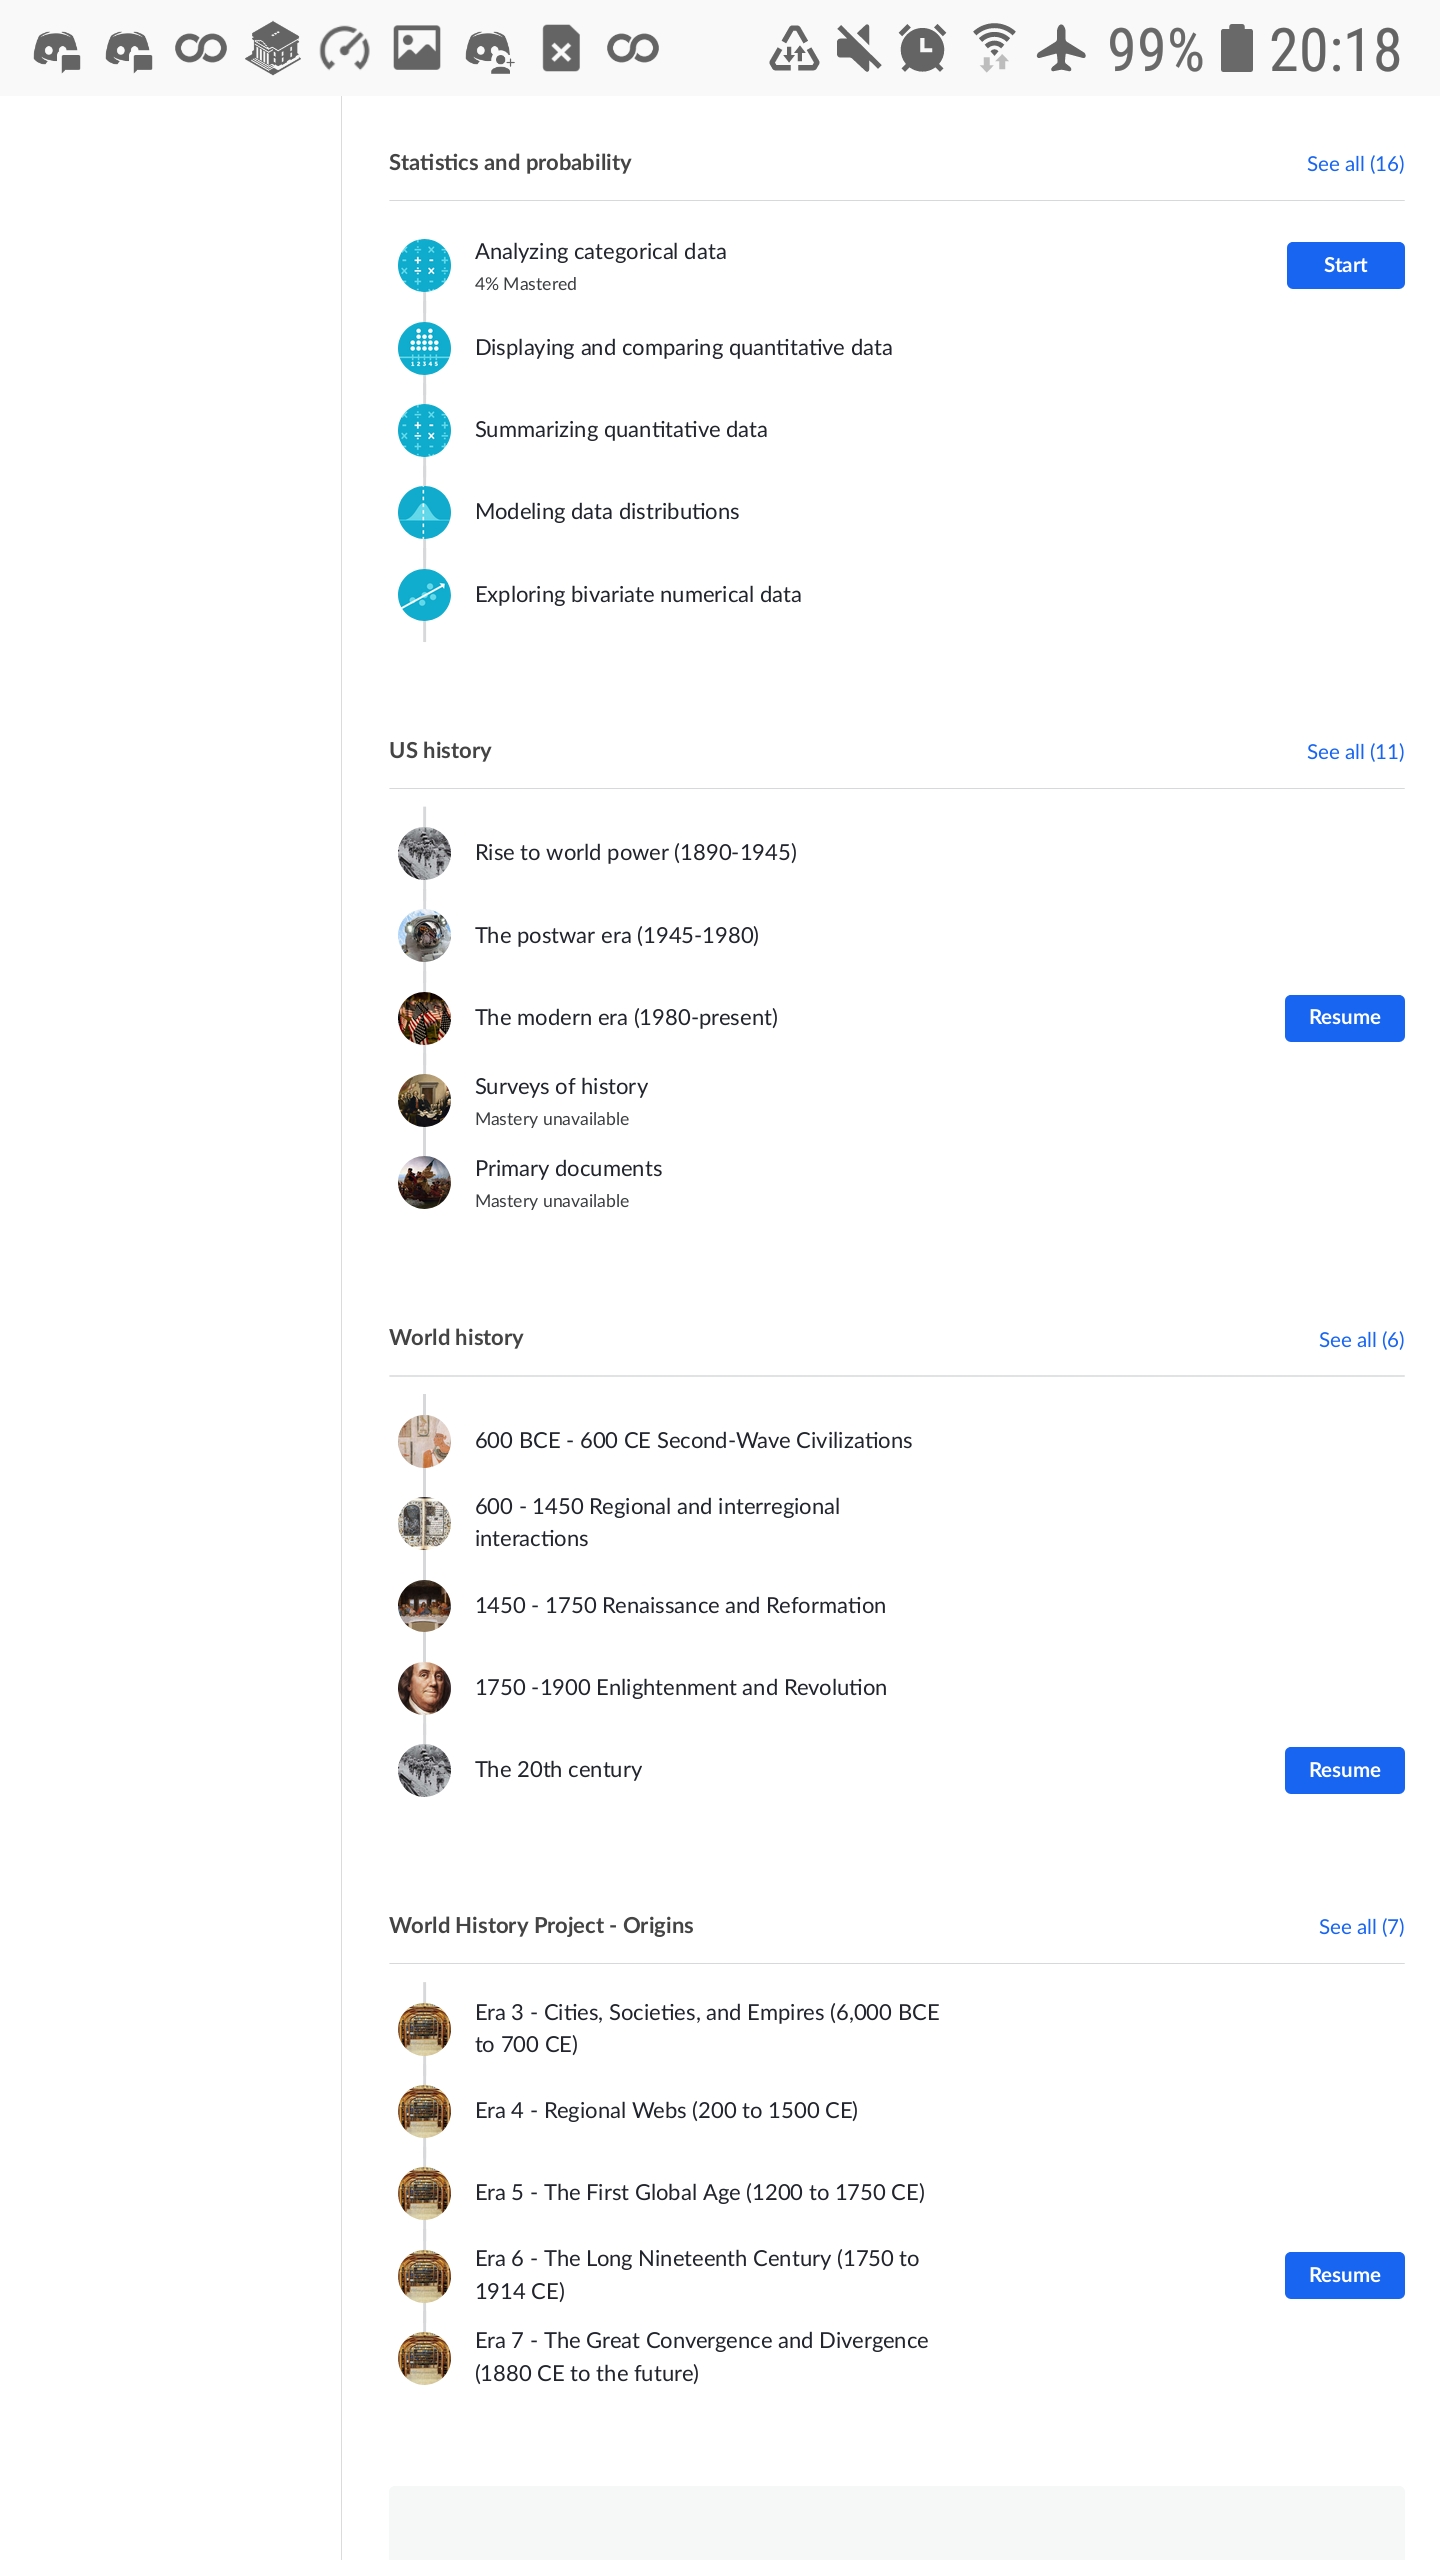 99% 20:18
Statistics and probability See all (16)
Analyzing categorical data Start
4% Mastered
Displaying and comparing quantitative data
Summarizing quantitative data
Modeling data distributions
Exploring bivariate numerical data
US history See all (11)
Rise to world power (1890-1945)
The postwar era (1945-1980)
The modern era (1980-present) Resume
Surveys of history
Mastery unavailable
Primary documents
Mastery unavailable
World history See all (6)
600 BCE - 600 CE Second-Wave Civilizations
600 - 1450 Regional and interregional
interactions
1450 - 1750 Renaissance and Reformation
1750 -1900 Enlightenment and Revolution
The 20th century Resume
World History Project - Origins See all (7)
Era 3 - Cities, Societies, and Empires (6,000 BCE
to 700 CE)
Era 4 - Regional Webs (200 to 1500 CE)
Era 5 - The First Global Age (1200 to 1750 CE)
Era 6 - The Long Nineteenth Century (1750 to
1914 CE) Resume
Era 7 - The Great Convergence and Divergence
(1880 CE to the future)